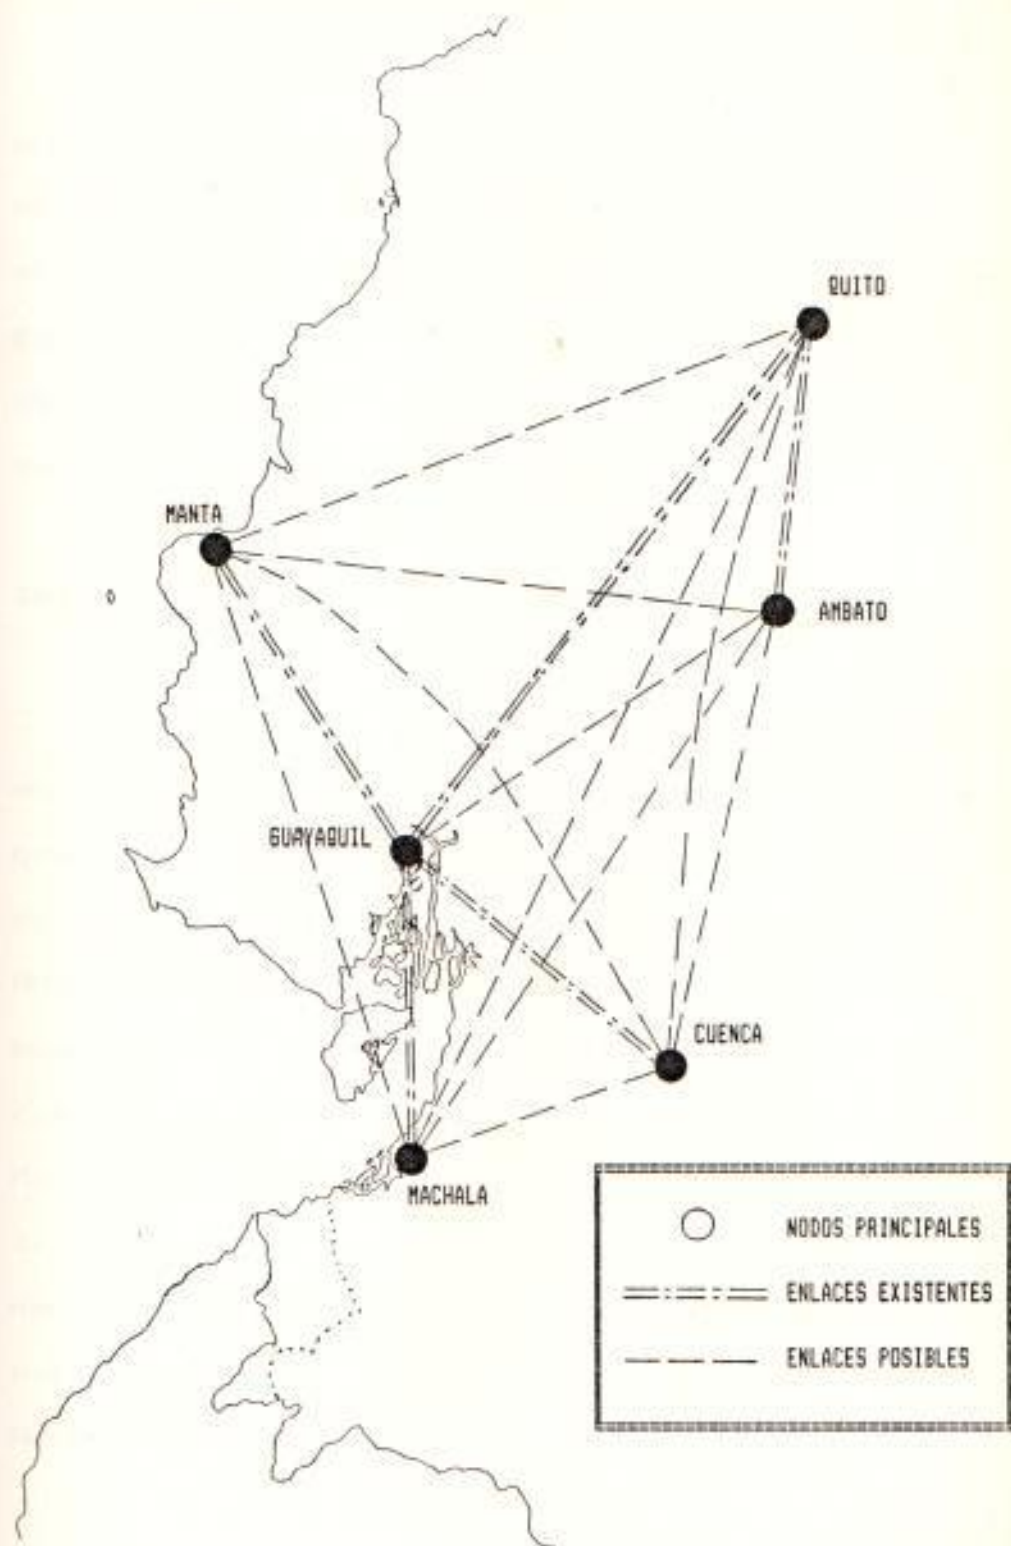 QUITO
MANTA
AMBATO
GUAYAQUIL
CUENCA
MACHALA
NODOS PRINCIPALES
ENLACES EXISTENTES
ENLACES POSIBLES